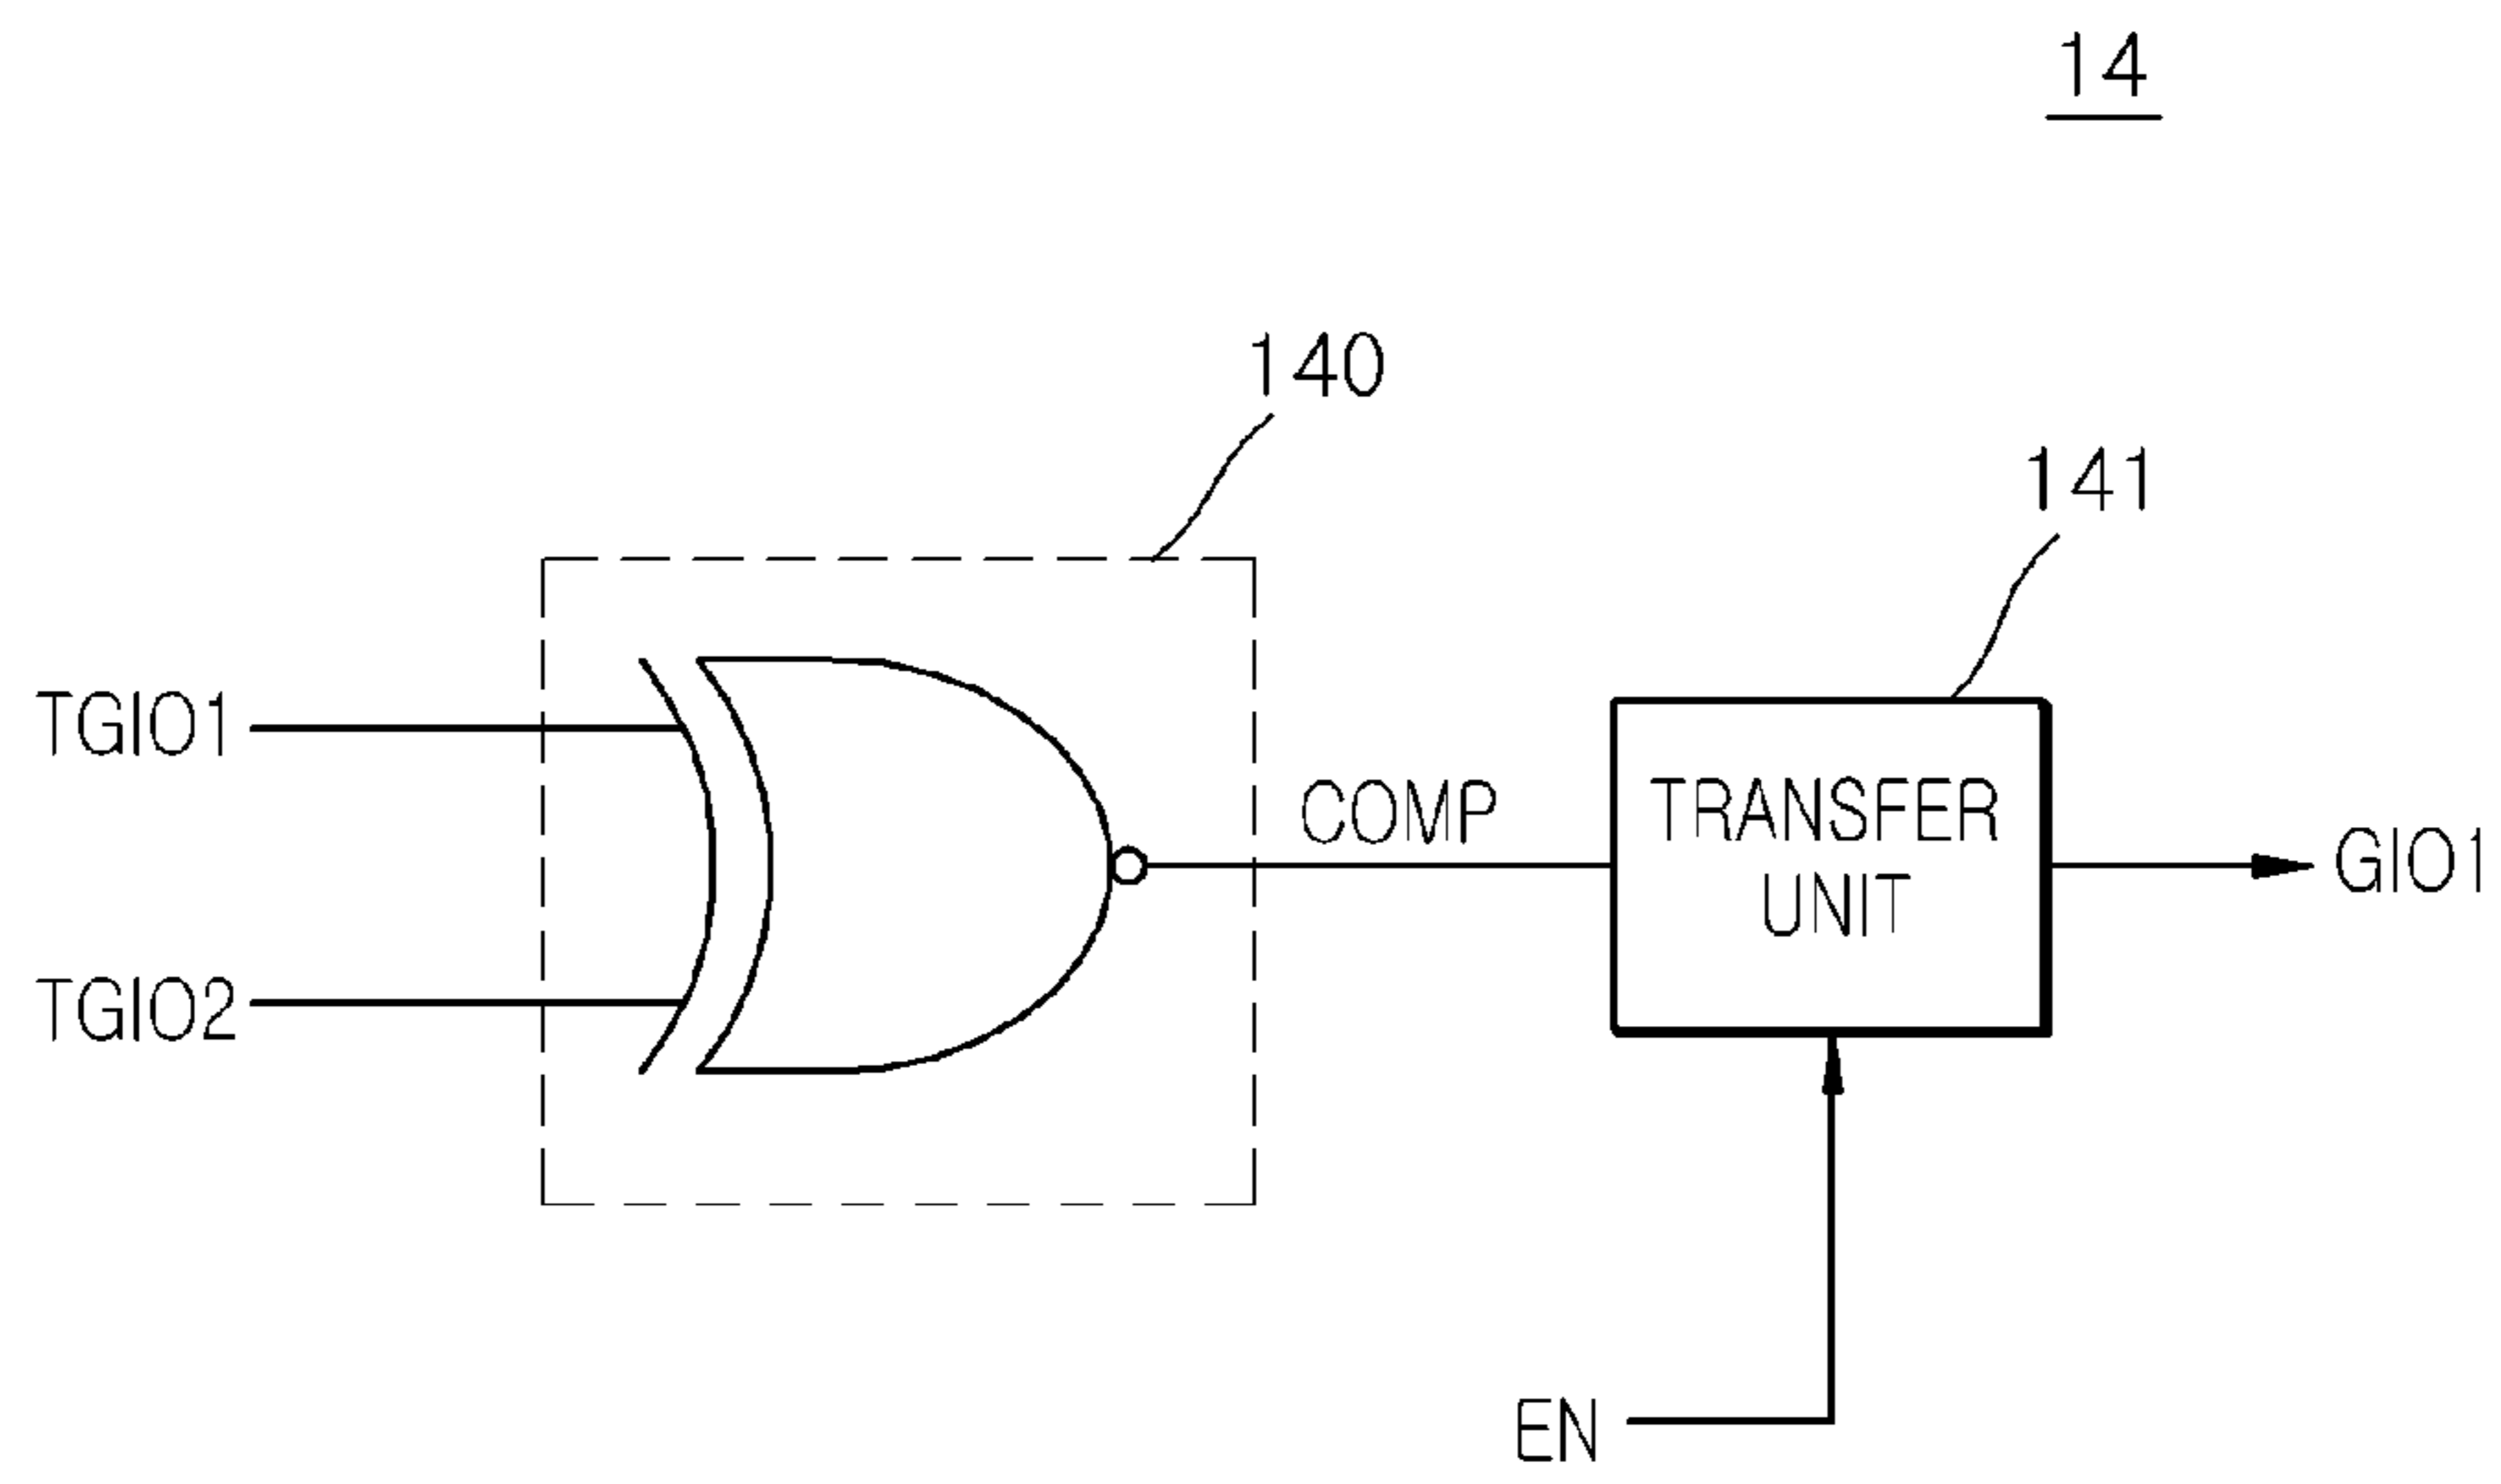 14
140
141
TGIO1
COMP
TRANSFER
UNIT
GIO1
TGIO2
EN